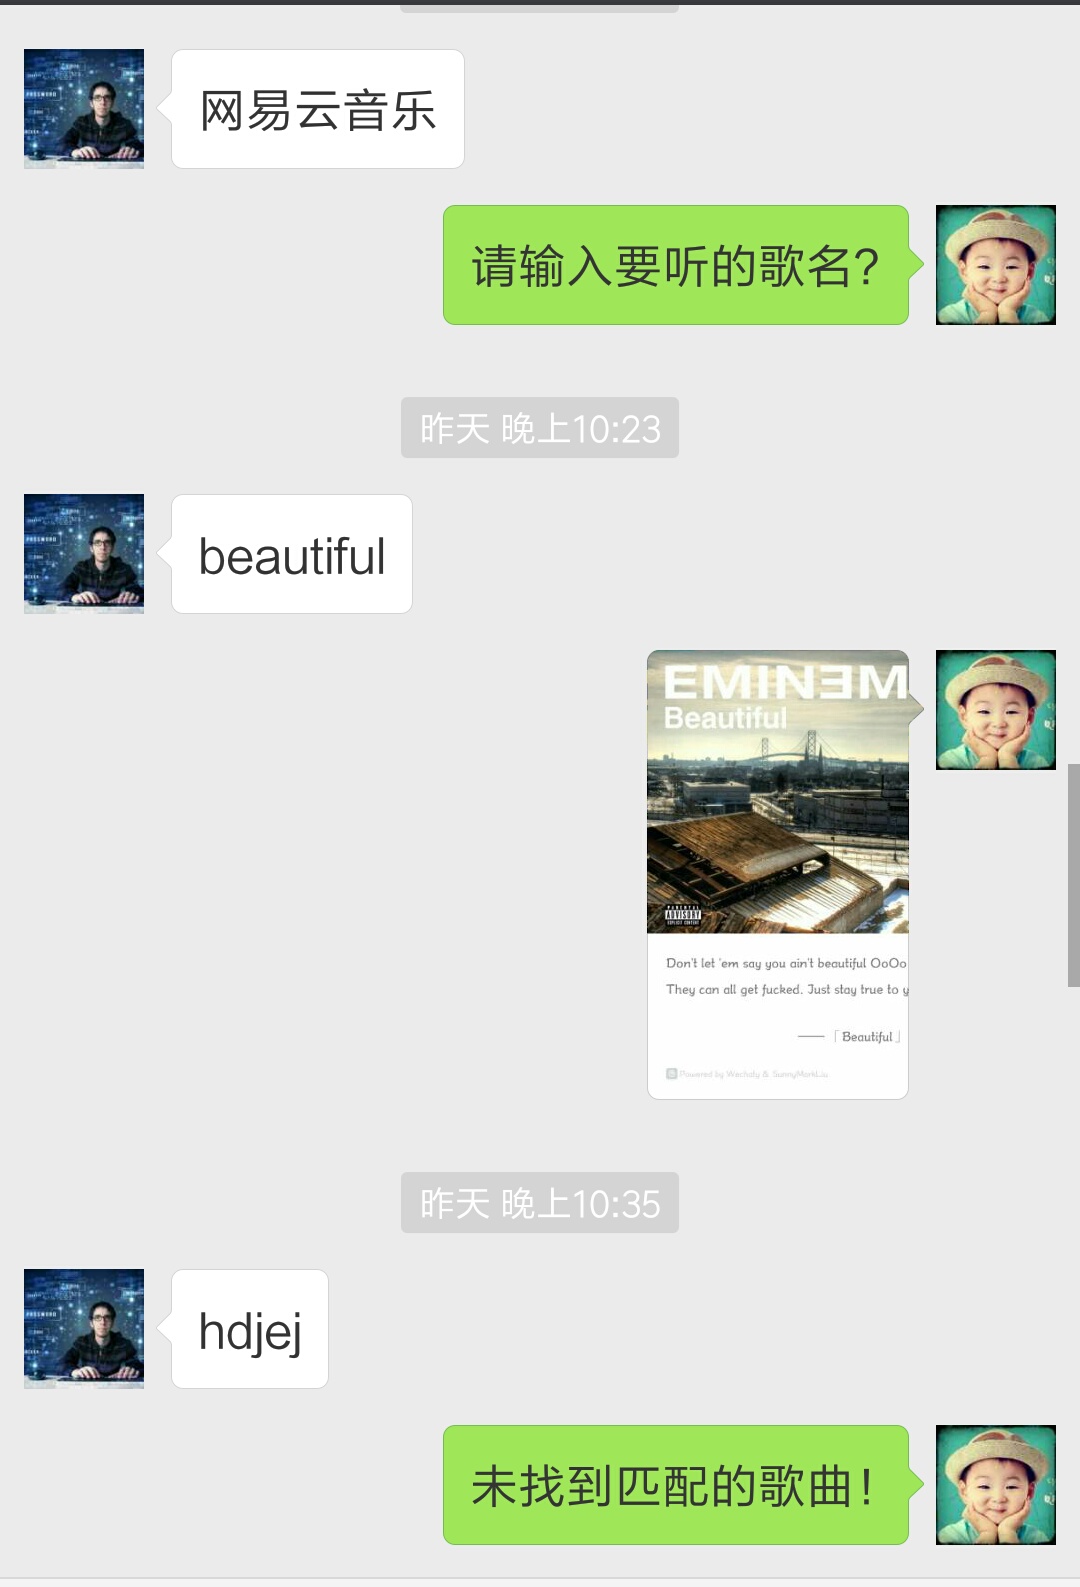 网易云音乐
请输入要听的歌名?
昨天 晚上10:23
beautiful
EMINƎM
Beautiful
PARENTAL
ADVISORY
EXPLICIT CONTENT
Don't let 'em say you ain't beautiful OoOo
They can all get fucked. Just stay true to y
——「Beautiful」
Powered by Wechaty & SunnyMarkLiu
昨天 晚上10:35
hdjej
未找到匹配的歌曲!